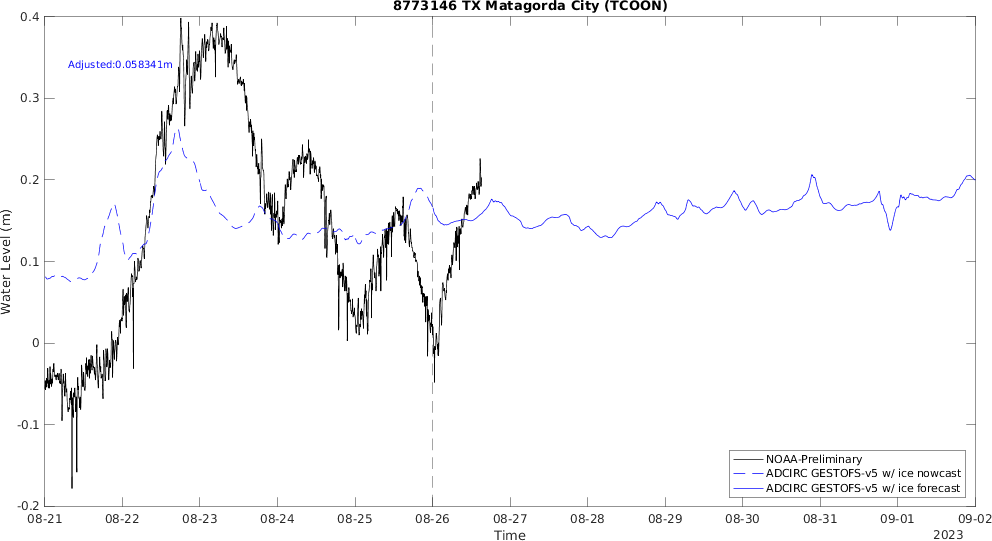 8773146 TX Matagorda City (TCOON)
Adjusted:0.058341m
Water Level (m)
0.4
0.3
0.2
0.1
0
-0.1
-0.2
NOAA-Preliminary
ADCIRC GESTOFS-v5 w/ ice nowcast
ADCIRC GESTOFS-v5 w/ ice forecast
08-21 08-22 08-23 08-24 08-25 08-26 08-27 08-28 08-29 08-30 08-31 09-01 09-02
Time
2023